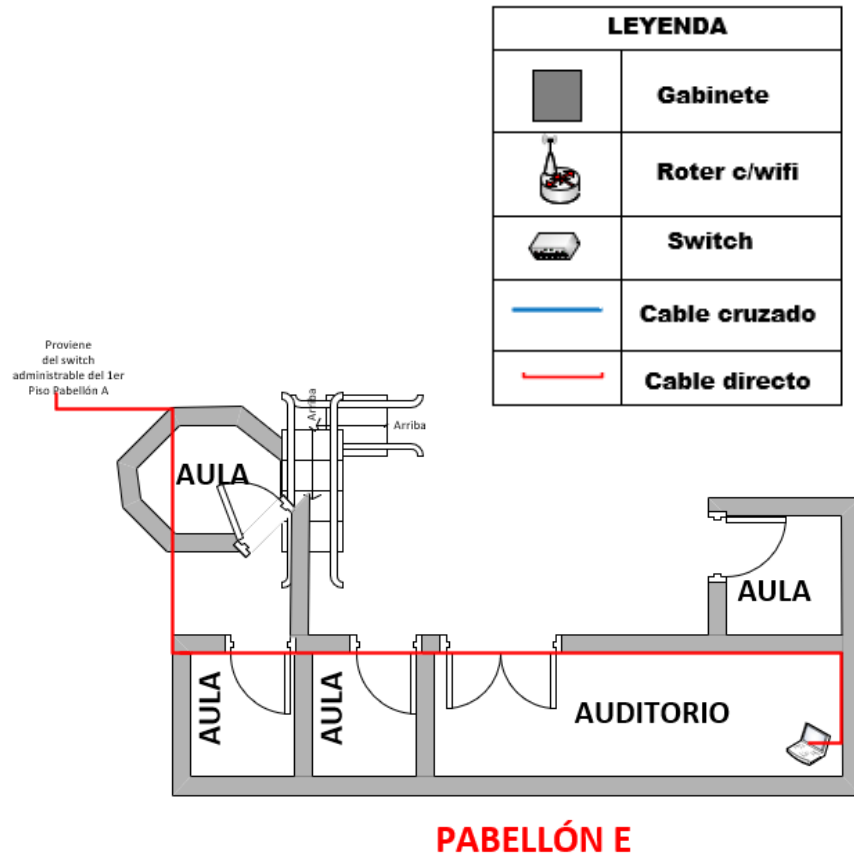 LEYENDA
Gabinete
Roter c/wifi
Switch
Cable cruzado
Cable directo
Proviene
del switch
administrable del 1er
Piso Pabellón A
Arriba
Arriba
AULA
AULA
AULA
AULA
AUDITORIO
PABELLÓN E